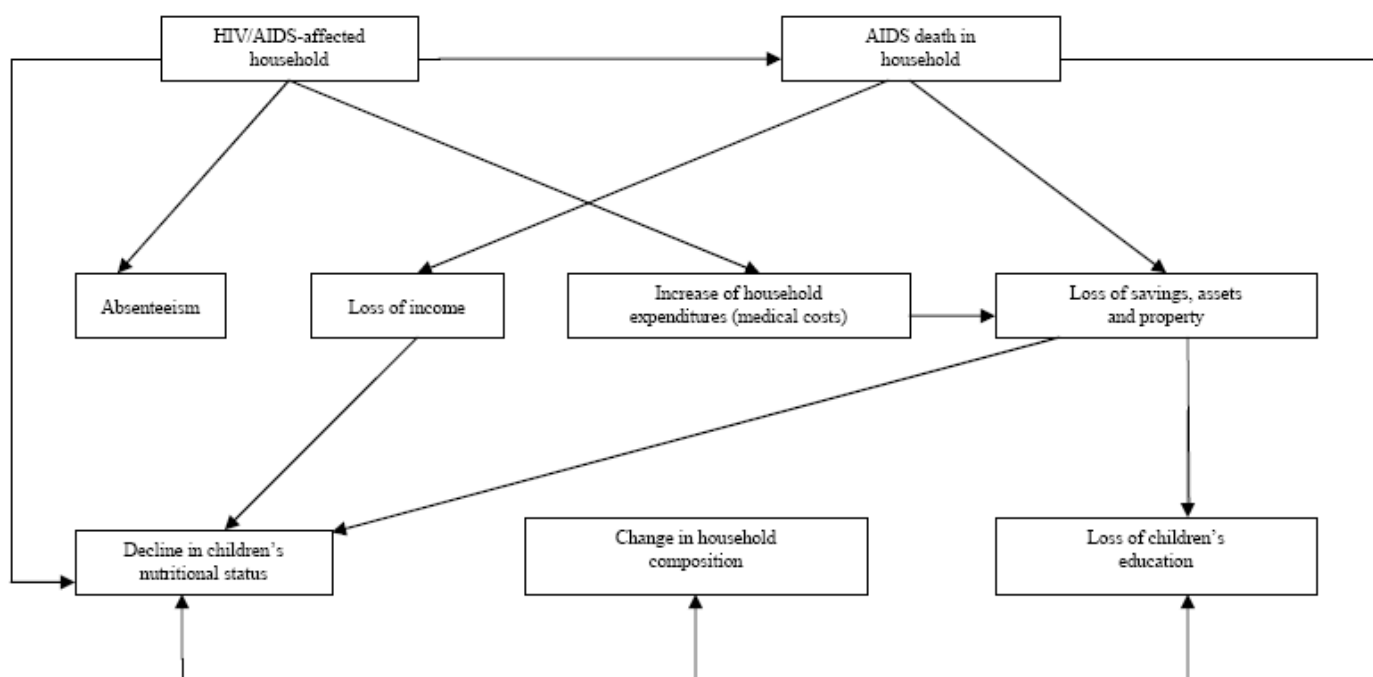 HIV/AIDS-affected
household
AIDS death in
household
Absenteeism
Loss of income
Increase of household
expenditures (medical costs)
Loss of savings, assets
and property
Decline in children’s
nutritional status
Change in household
composition
Loss of children’s
education